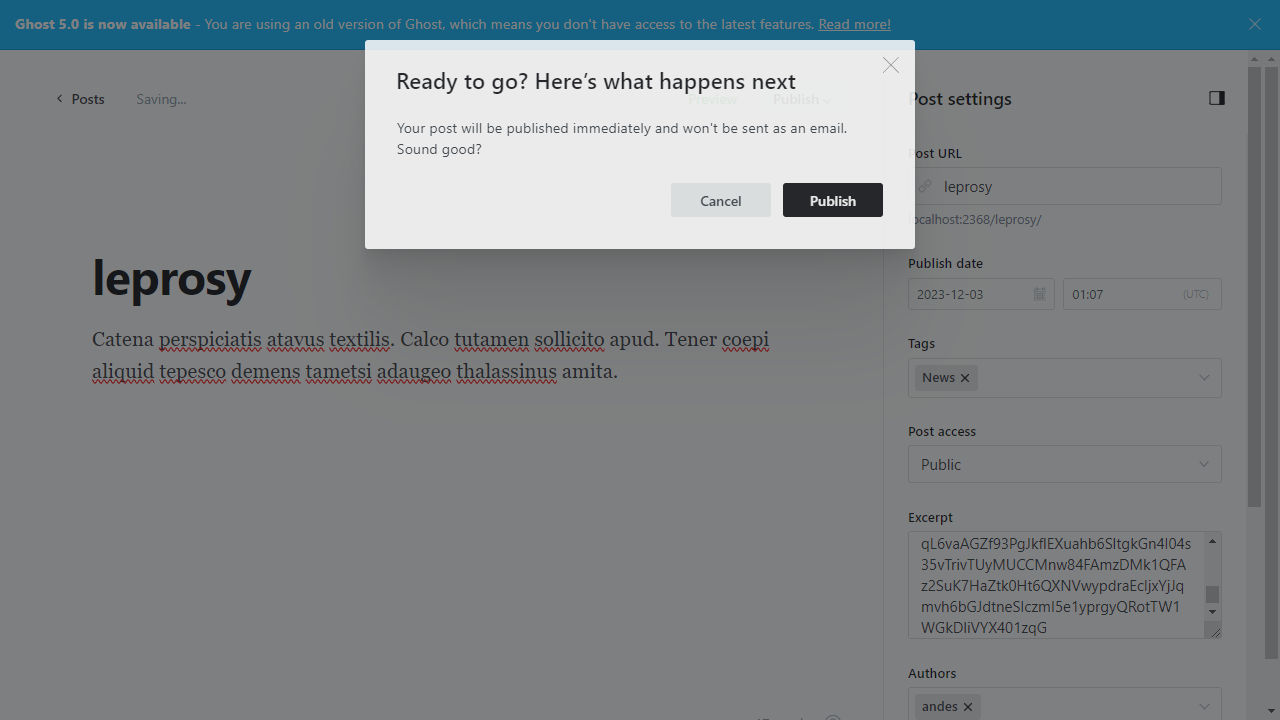 Ghost 5.0 is now available - You are using an old version of Ghost, which means you don't have access to the latest features. Read more!
Ready to go? Here's what happens next
Your post will be published immediately and won't be sent as an email.
Sound good?
Cancel
Publish
Posts
Saving...
Preview
Publish
leprosy
Catena perspiciatis atavus textilis. Calco tutamen sollicito apud. Tener coepi
aliquid tepesco demens tametsi adaugeo thalassinus amita.
Post settings
Post URL
leprosy
localhost:2368/leprosy/
Publish date
2023-12-03
01:07
(UTC)
Tags
News
Post access
Public
Excerpt
qL6vaAGZf93PgJkfIEXuahb6SItgkGn4I04s
35vTrivTUyMUCCMnw84FAmzDMk1QFA
z2SuK7HaZtk0Ht6QXNVwypdraEcIjxYjJq
mvh6bGJdtneSIczmI5e1yprgyQRotTW1
WGkDIiVYX401zqG
Authors
andes